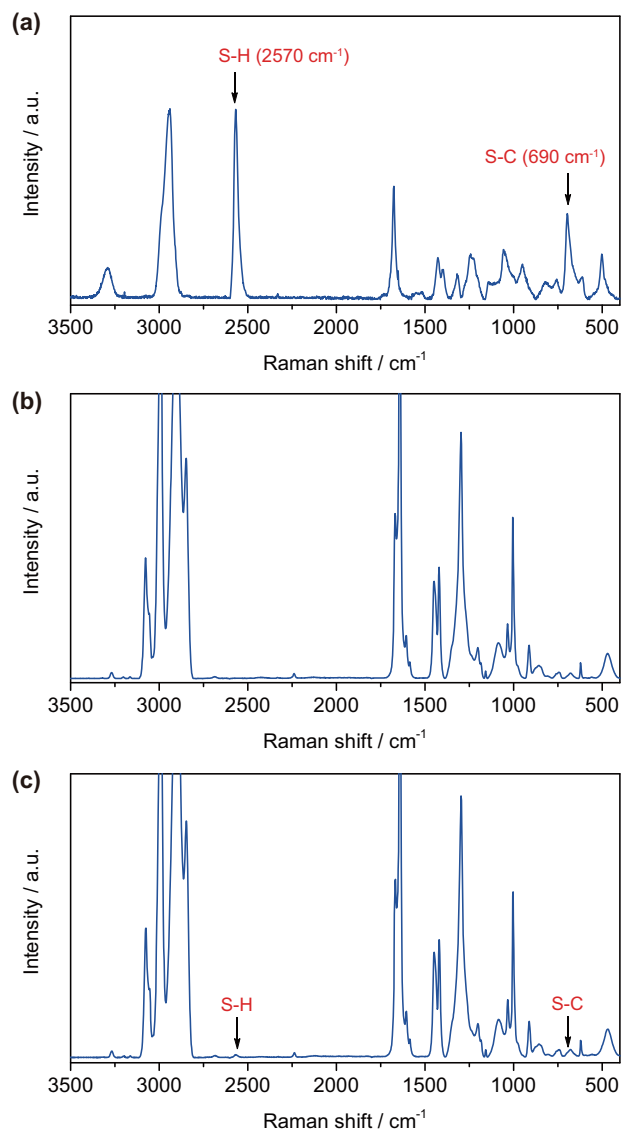 (a)
S-H (2570 cm⁻¹)
S-C (690 cm⁻¹)
Intensity / a.u.
3500 3000 2500 2000 1500 1000 500
Raman shift / cm⁻¹
(b)
Intensity / a.u.
3500 3000 2500 2000 1500 1000 500
Raman shift / cm⁻¹
(c)
S-H
S-C
Intensity / a.u.
3500 3000 2500 2000 1500 1000 500
Raman shift / cm⁻¹